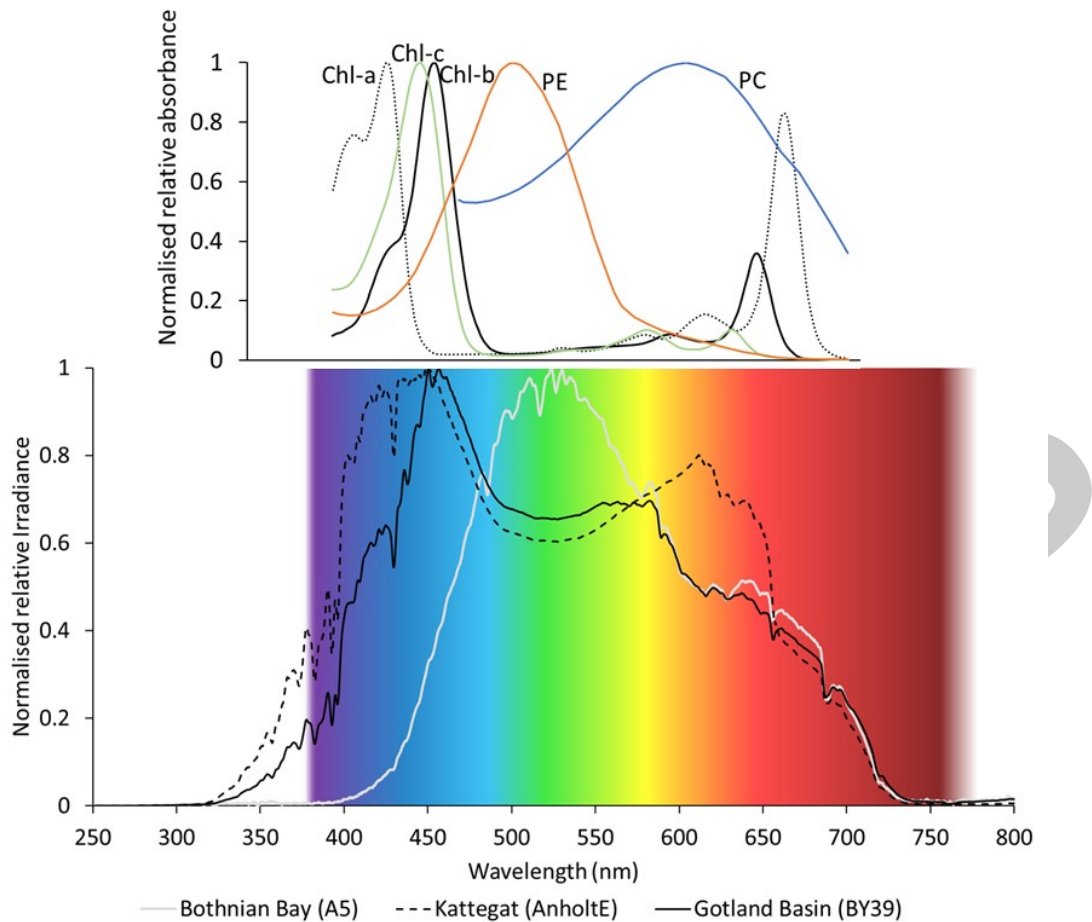 Chl-c
Chl-a
Chl-b
PE
PC
Normalised relative absorbance
1
0.8
0.6
0.4
0.2
0
Normalised relative Irradiance
1
0.8
0.6
0.4
0.2
0
250 300 350 400 450 500 550 600 650 700 750 800
Wavelength (nm)
Bothnian Bay (A5) Kattegat (AnholtE) Gotland Basin (BY39)